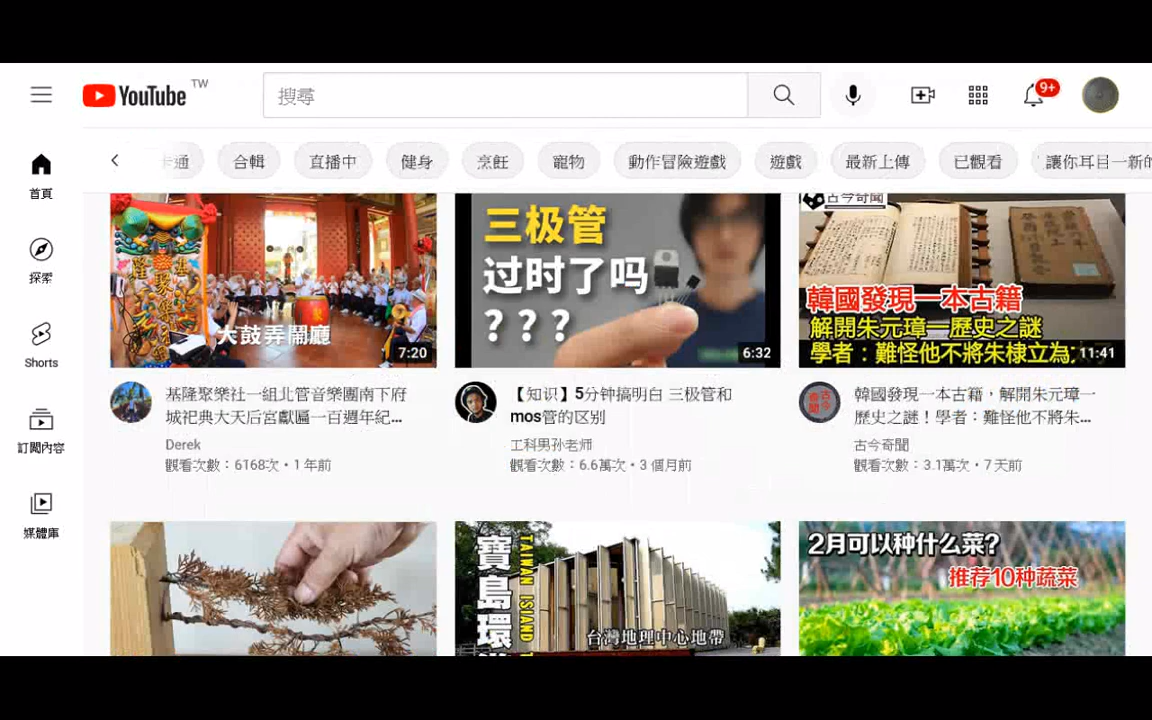 YouTube TW
搜尋
9+
首頁
探索
Shorts
訂閱內容
媒體庫
卡通
合輯
直播中
健身
烹飪
寵物
動作冒險遊戲
遊戲
最新上傳
已觀看
讓你耳目一新的
大鼓弄鬧廳
7:20
三极管
过时了吗
？？？
6:32
古今奇聞
韓國發現一本古籍
解開朱元璋一歷史之謎
學者：難怪他不將朱棣立為
11:41
基隆聚樂社一組北管音樂團南下府
城祀典大天后宮獻匾一百週年紀...
Derek
觀看次數：6168次・1 年前
【知识】5分钟搞明白 三极管和
mos管的区别
工科男孙老师
觀看次數：6.6萬次・3 個月前
韓國發現一本古籍，解開朱元璋一
歷史之謎！學者：難怪他不將朱...
古今奇聞
觀看次數：3.1萬次・7 天前
寶島環
TAIWAN ISLAND
台灣地理中心地帶
2月可以种什么菜?
推荐10种蔬菜